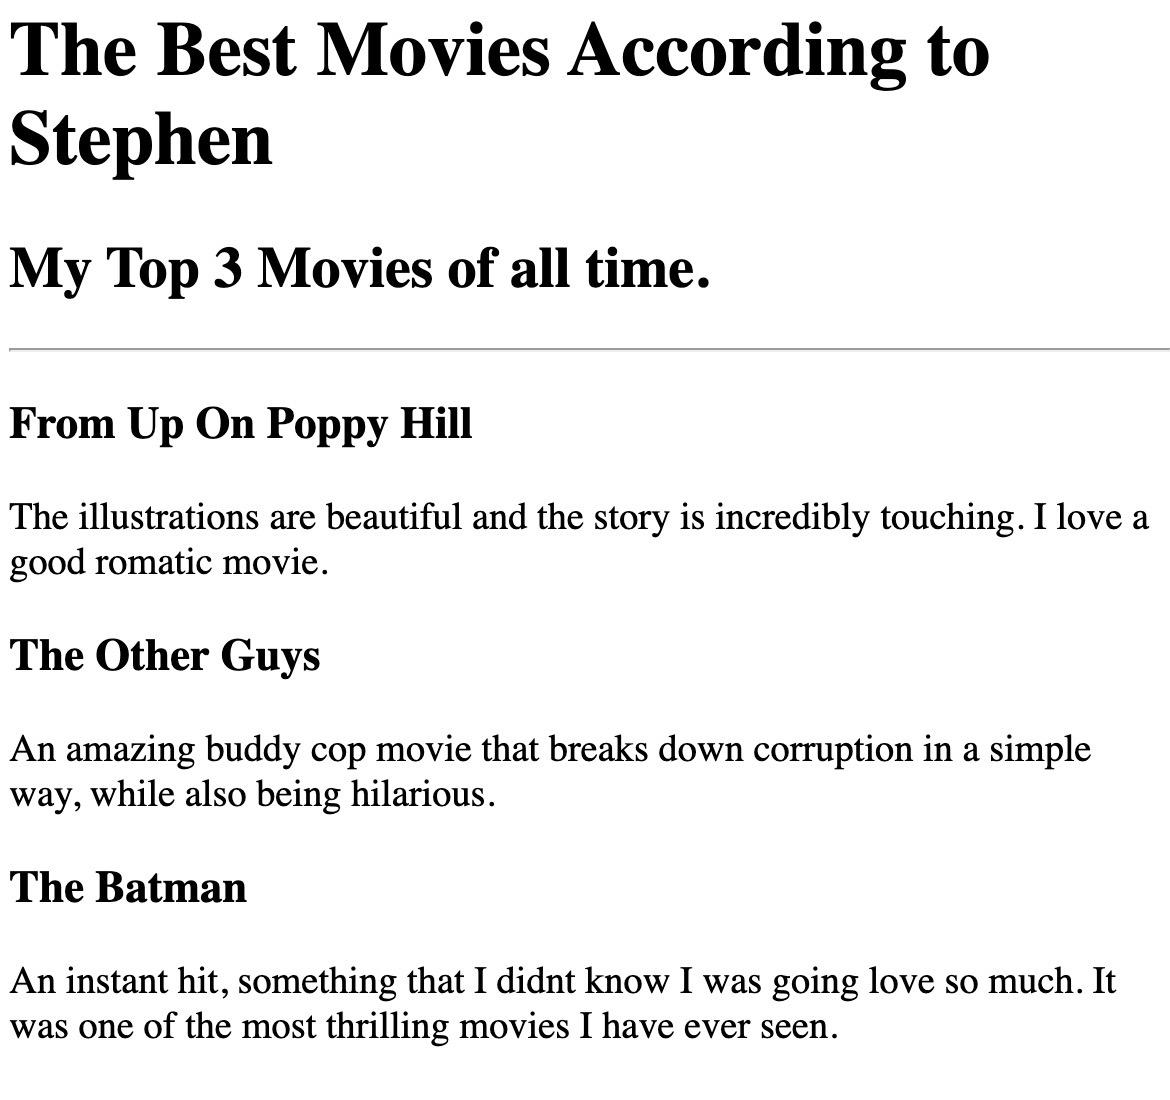 The Best Movies According to
Stephen
My Top 3 Movies of all time.
From Up On Poppy Hill
The illustrations are beautiful and the story is incredibly touching. I love a
good romatic movie.
The Other Guys
An amazing buddy cop movie that breaks down corruption in a simple
way, while also being hilarious.
The Batman
An instant hit, something that I didnt know I was going love so much. It
was one of the most thrilling movies I have ever seen.